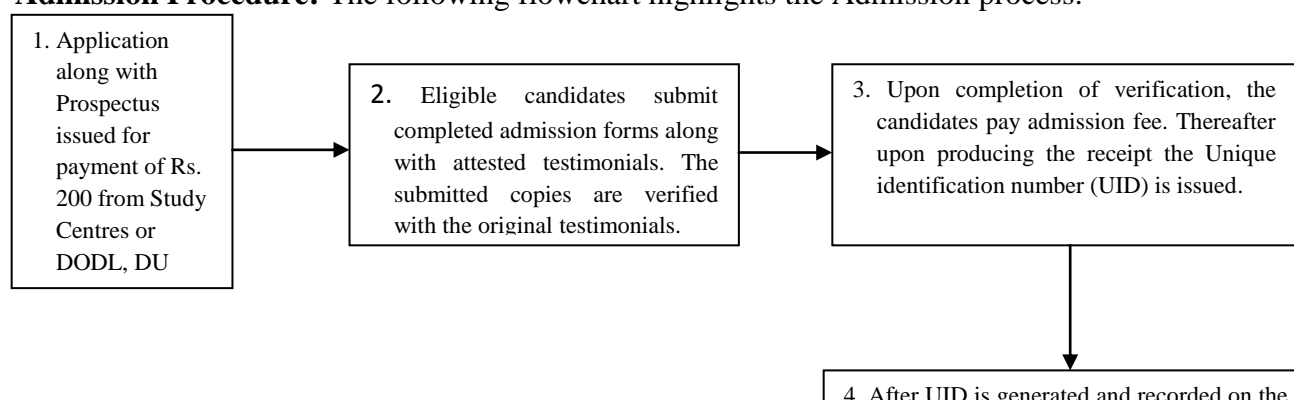 Admission Procedure: The following flowchart highlights the Admission process.
1. Application
along with
Prospectus
issued for
payment of Rs.
200 from Study
Centres or
DODL, DU
2. Eligible candidates submit
completed admission forms along
with attested testimonials. The
submitted copies are verified
with the original testimonials.
3. Upon completion of verification, the
candidates pay admission fee. Thereafter
upon producing the receipt the Unique
identification number (UID) is issued.
4. After UID is generated and recorded on the